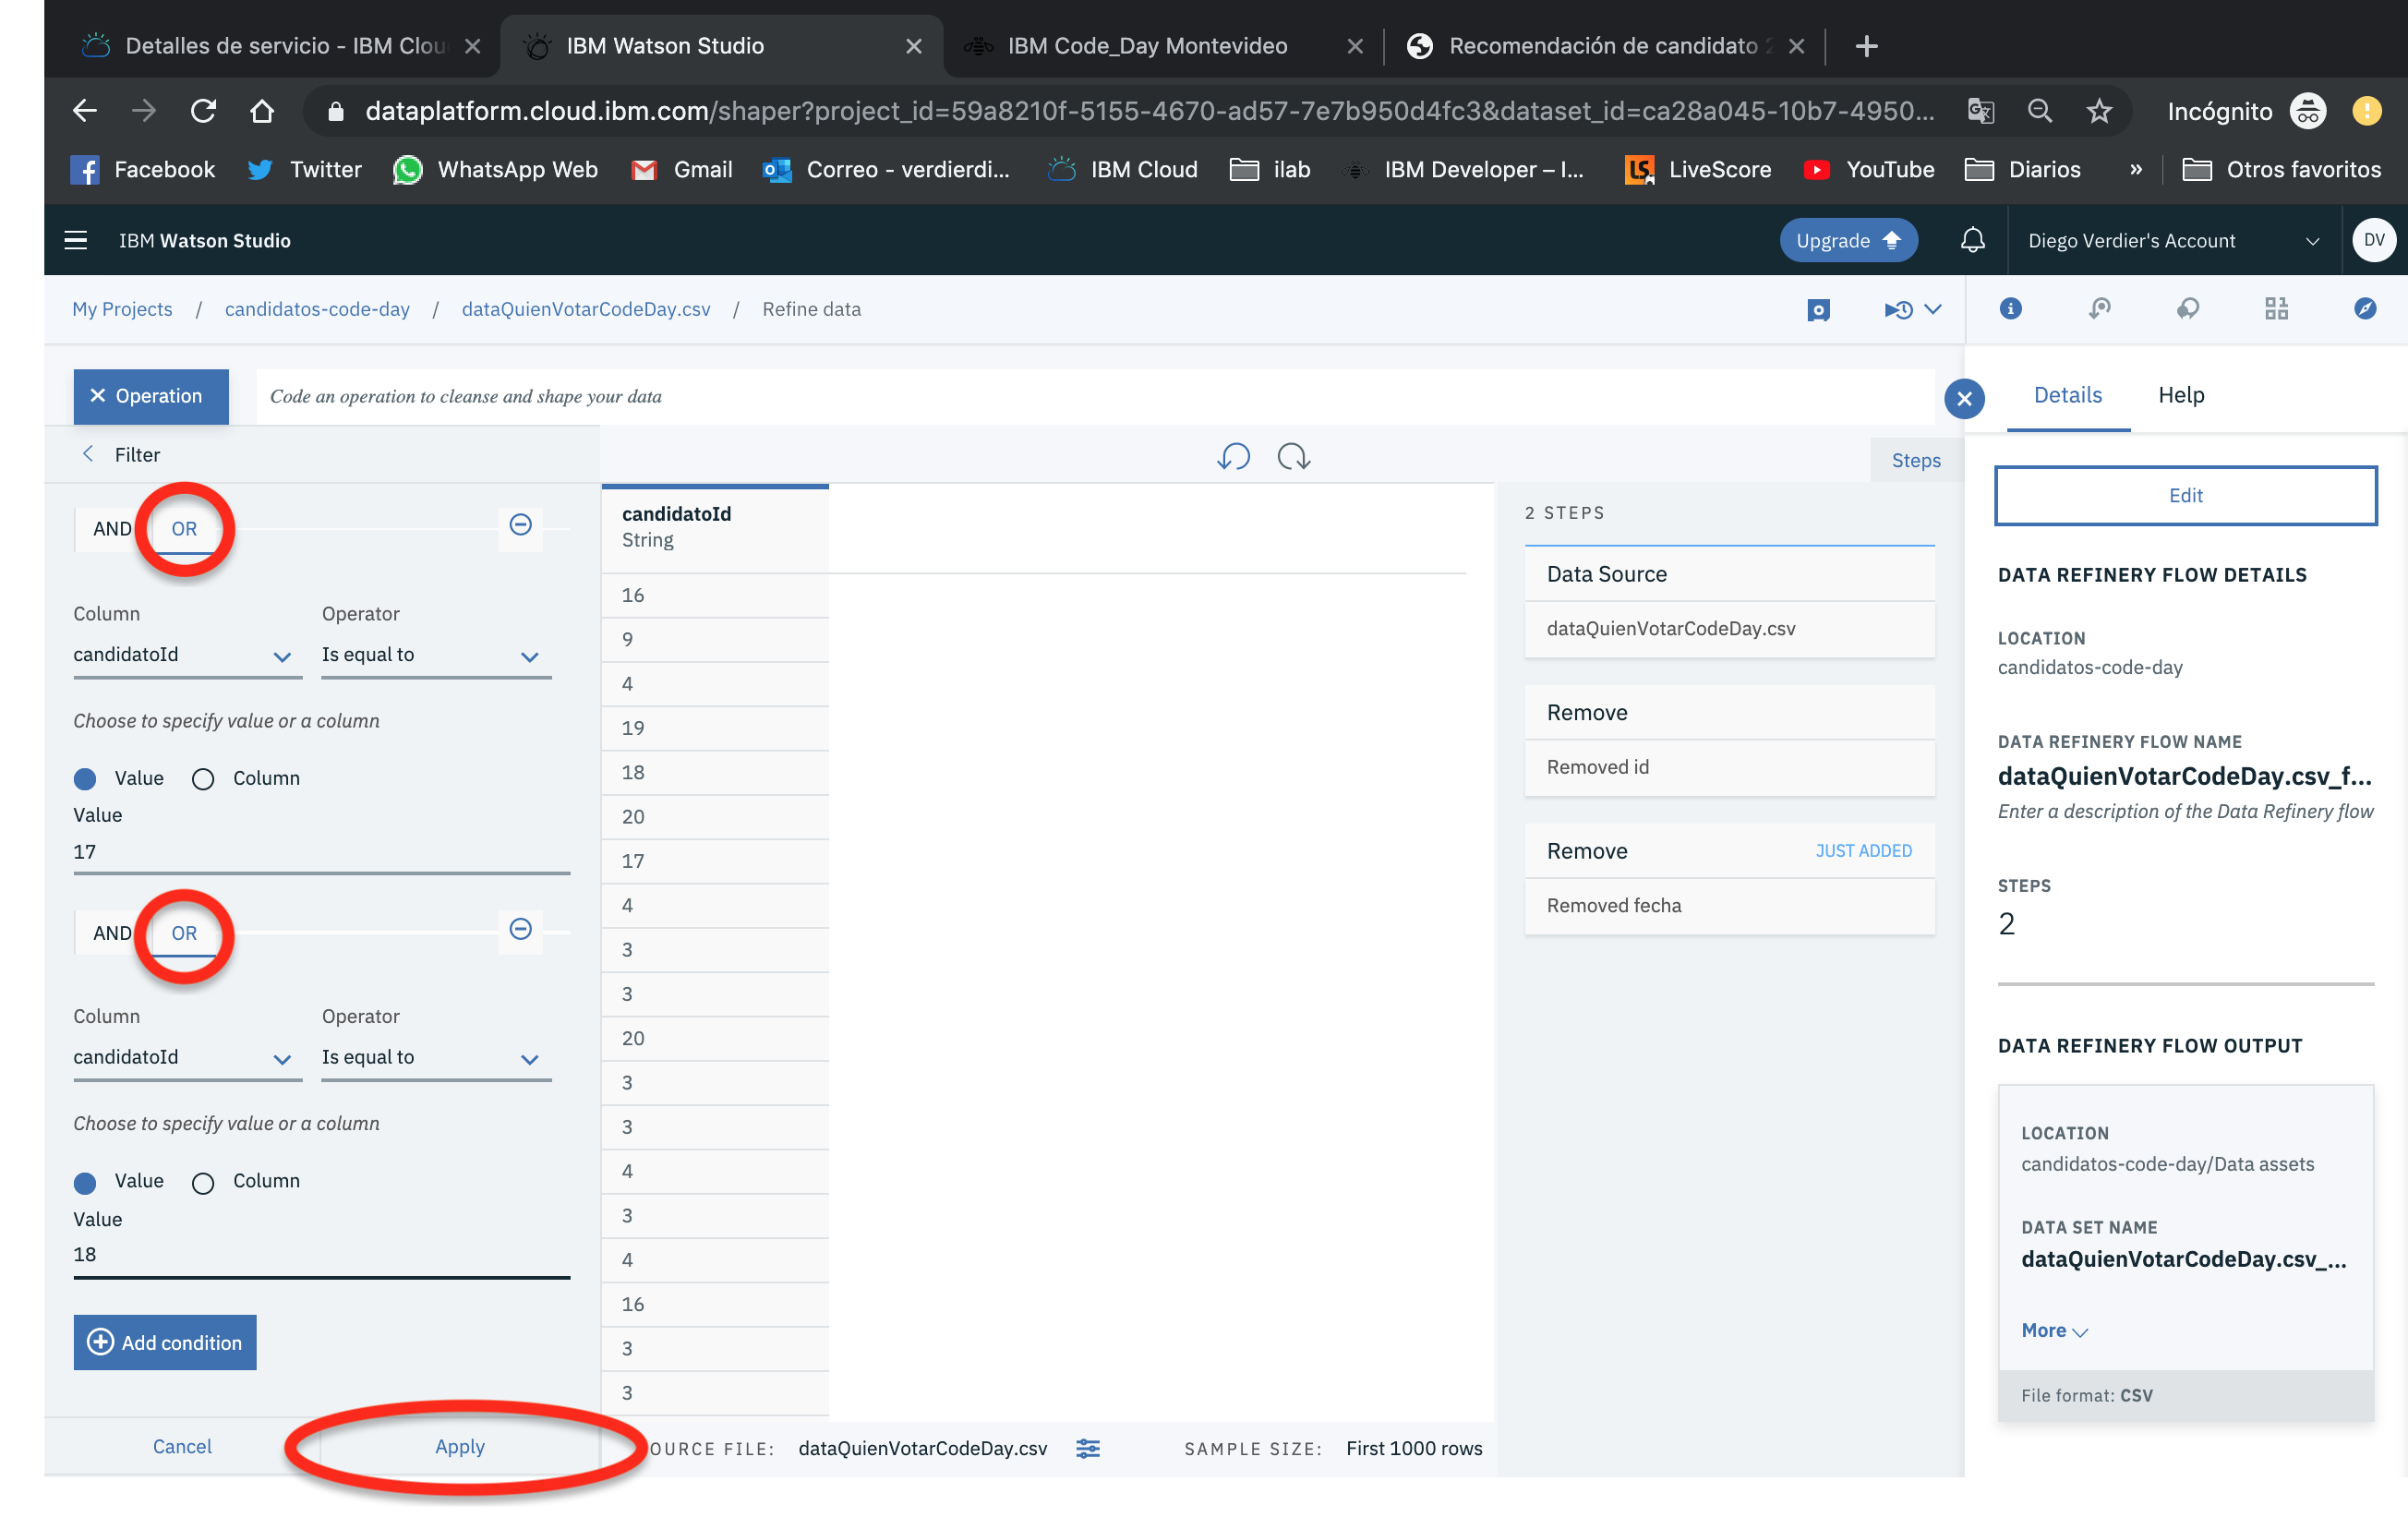 Detalles de servicio - IBM Clou
IBM Watson Studio
IBM Code_Day Montevideo
Recomendación de candidato 2
dataplatform.cloud.ibm.com/shaper?project_id=59a8210f-5155-4670-ad57-7e7b950d4fc3&dataset_id=ca28a045-10b7-4950...
Incógnito
Facebook
Twitter
WhatsApp Web
Gmail
Correo - verdierdi...
IBM Cloud
ilab
IBM Developer – I...
LiveScore
YouTube
Diarios
»
Otros favoritos
IBM Watson Studio
Upgrade
Diego Verdier's Account
DV
My Projects / candidatos-code-day / dataQuienVotarCodeDay.csv / Refine data
Operation
Code an operation to cleanse and shape your data
Details
Help
Filter
Steps
AND OR
Column
Operator
candidatoId
Is equal to
Choose to specify value or a column
Value
Column
Value
17
AND OR
Column
Operator
candidatoId
Is equal to
Choose to specify value or a column
Value
Column
Value
18
Add condition
Cancel
Apply
candidatoId
String
16
9
4
19
18
20
17
4
3
3
20
3
3
4
3
4
16
3
3
OURCE FILE: dataQuienVotarCodeDay.csv
SAMPLE SIZE: First 1000 rows
2 STEPS
Data Source
dataQuienVotarCodeDay.csv
Remove
Removed id
Remove
JUST ADDED
Removed fecha
Edit
DATA REFINERY FLOW DETAILS
LOCATION
candidatos-code-day
DATA REFINERY FLOW NAME
dataQuienVotarCodeDay.csv_f...
Enter a description of the Data Refinery flow
STEPS
2
DATA REFINERY FLOW OUTPUT
LOCATION
candidatos-code-day/Data assets
DATA SET NAME
dataQuienVotarCodeDay.csv_...
More
File format: CSV